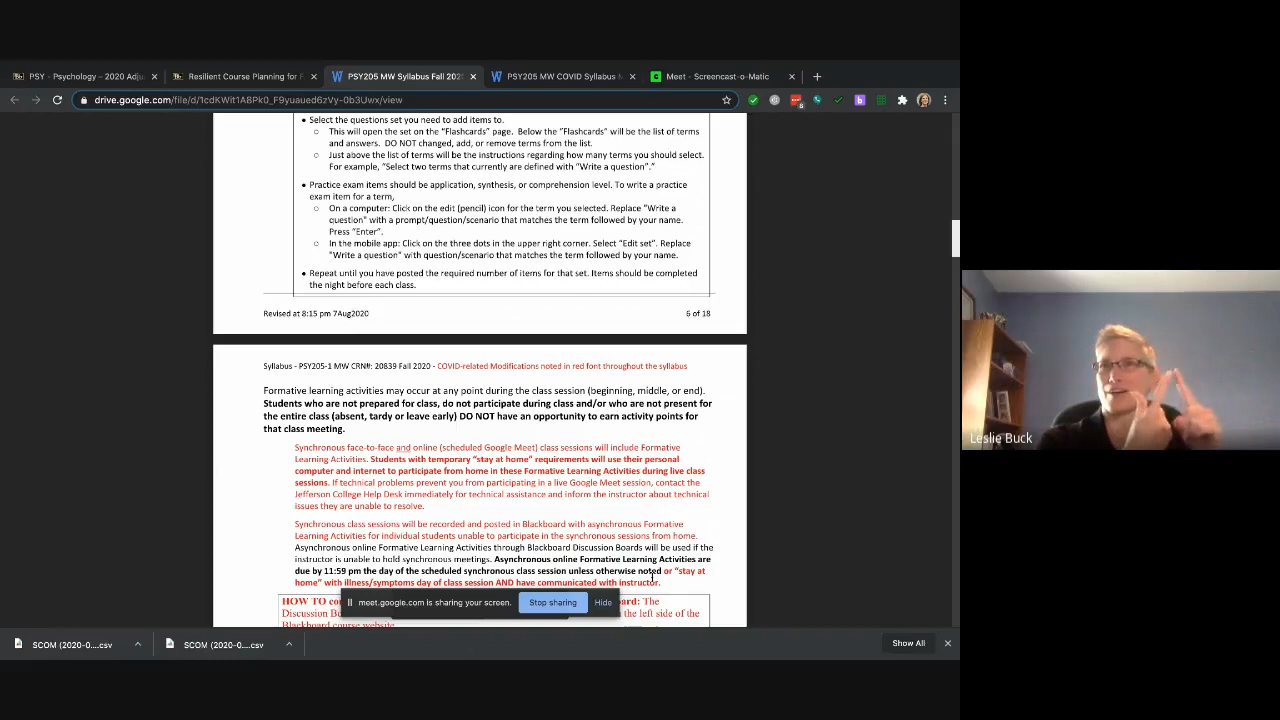 PSY - Psychology – 2020 Adju
Resilient Course Planning for F
PSY205 MW Syllabus Fall 202
PSY205 MW COVID Syllabus M
Meet - Screencast-o-Matic
drive.google.com/file/d/1cdKWit1A8Pk0_F9yuaued6zVy-0b3Uwx/view
• Select the questions set you need to add items to.
○ This will open the set on the "Flashcards" page. Below the "Flashcards" will be the list of terms
and answers. DO NOT changed, add, or remove terms from the list.
○ Just above the list of terms will be the instructions regarding how many terms you should select.
For example, "Select two terms that currently are defined with "Write a question"."
• Practice exam items should be application, synthesis, or comprehension level. To write a practice
exam item for a term,
○ On a computer: Click on the edit (pencil) icon for the term you selected. Replace "Write a
question" with a prompt/question/scenario that matches the term followed by your name.
Press "Enter".
○ In the mobile app: Click on the three dots in the upper right corner. Select "Edit set". Replace
"Write a question" with question/scenario that matches the term followed by your name.
• Repeat until you have posted the required number of items for that set. Items should be completed
the night before each class.
Revised at 8:15 pm 7Aug2020 6 of 18
Syllabus - PSY205-1 MW CRN#: 20839 Fall 2020 - COVID-related Modifications noted in red font throughout the syllabus
Formative learning activities may occur at any point during the class session (beginning, middle, or end).
Students who are not prepared for class, do not participate during class and/or who are not present for
the entire class (absent, tardy or leave early) DO NOT have an opportunity to earn activity points for
that class meeting.
Synchronous face-to-face and online (scheduled Google Meet) class sessions will include Formative
Learning Activities. Students with temporary "stay at home" requirements will use their personal
computer and internet to participate from home in these Formative Learning Activities during live class
sessions. If technical problems prevent you from participating in a live Google Meet session, contact the
Jefferson College Help Desk immediately for technical assistance and inform the instructor about technical
issues they are unable to resolve.
Synchronous class sessions will be recorded and posted in Blackboard with asynchronous Formative
Learning Activities for individual students unable to participate in the synchronous sessions from home.
Asynchronous online Formative Learning Activities through Blackboard Discussion Boards will be used if the
instructor is unable to hold synchronous meetings. Asynchronous online Formative Learning Activities are
due by 11:59 pm the day of the scheduled synchronous class session unless otherwise noted or "stay at
home" with illness/symptoms day of class session AND have communicated with instructor.
HOW TO oard: The
Discussion Bo the left side of the
Blackboard course website
meet.google.com is sharing your screen. Stop sharing Hide
SCOM (2020-0....csv SCOM (2020-0....csv Show All
Leslie Buck